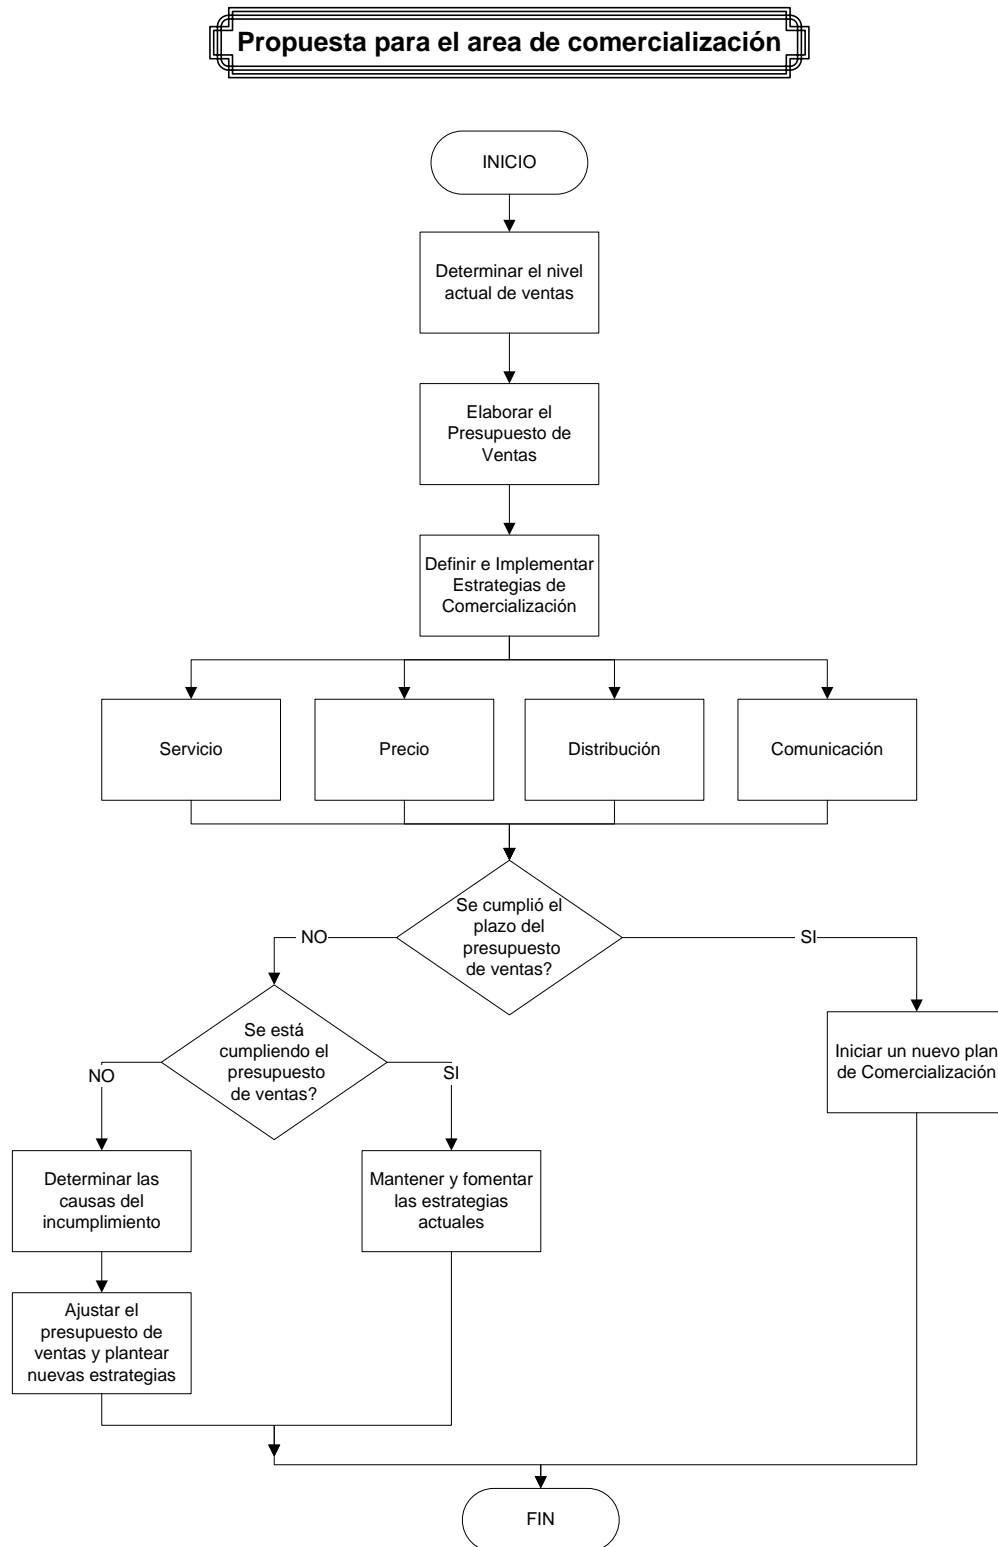 Propuesta para el area de comercialización
INICIO
Determinar el nivel
actual de ventas
Elaborar el
Presupuesto de
Ventas
Definir e Implementar
Estrategias de
Comercialización
Servicio
Precio
Distribución
Comunicación
Se cumplió el
plazo del
presupuesto
de ventas?
NO
SI
Se está
cumpliendo el
presupuesto
de ventas?
Iniciar un nuevo plan
de Comercialización
NO
SI
Determinar las
causas del
incumplimiento
Mantener y fomentar
las estrategias
actuales
Ajustar el
presupuesto de
ventas y plantear
nuevas estrategias
FIN